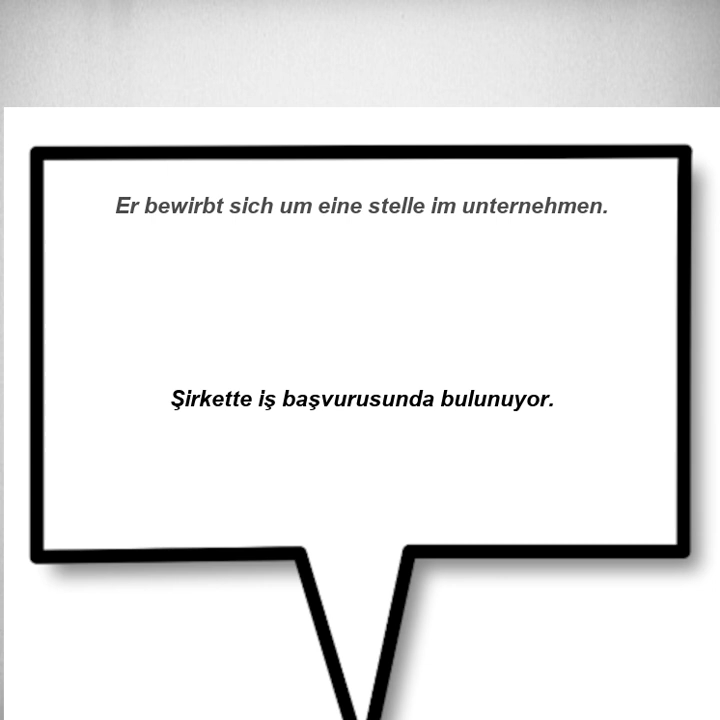 Er bewirbt sich um eine stelle im unternehmen.
Şirkette iş başvurusunda bulunuyor.